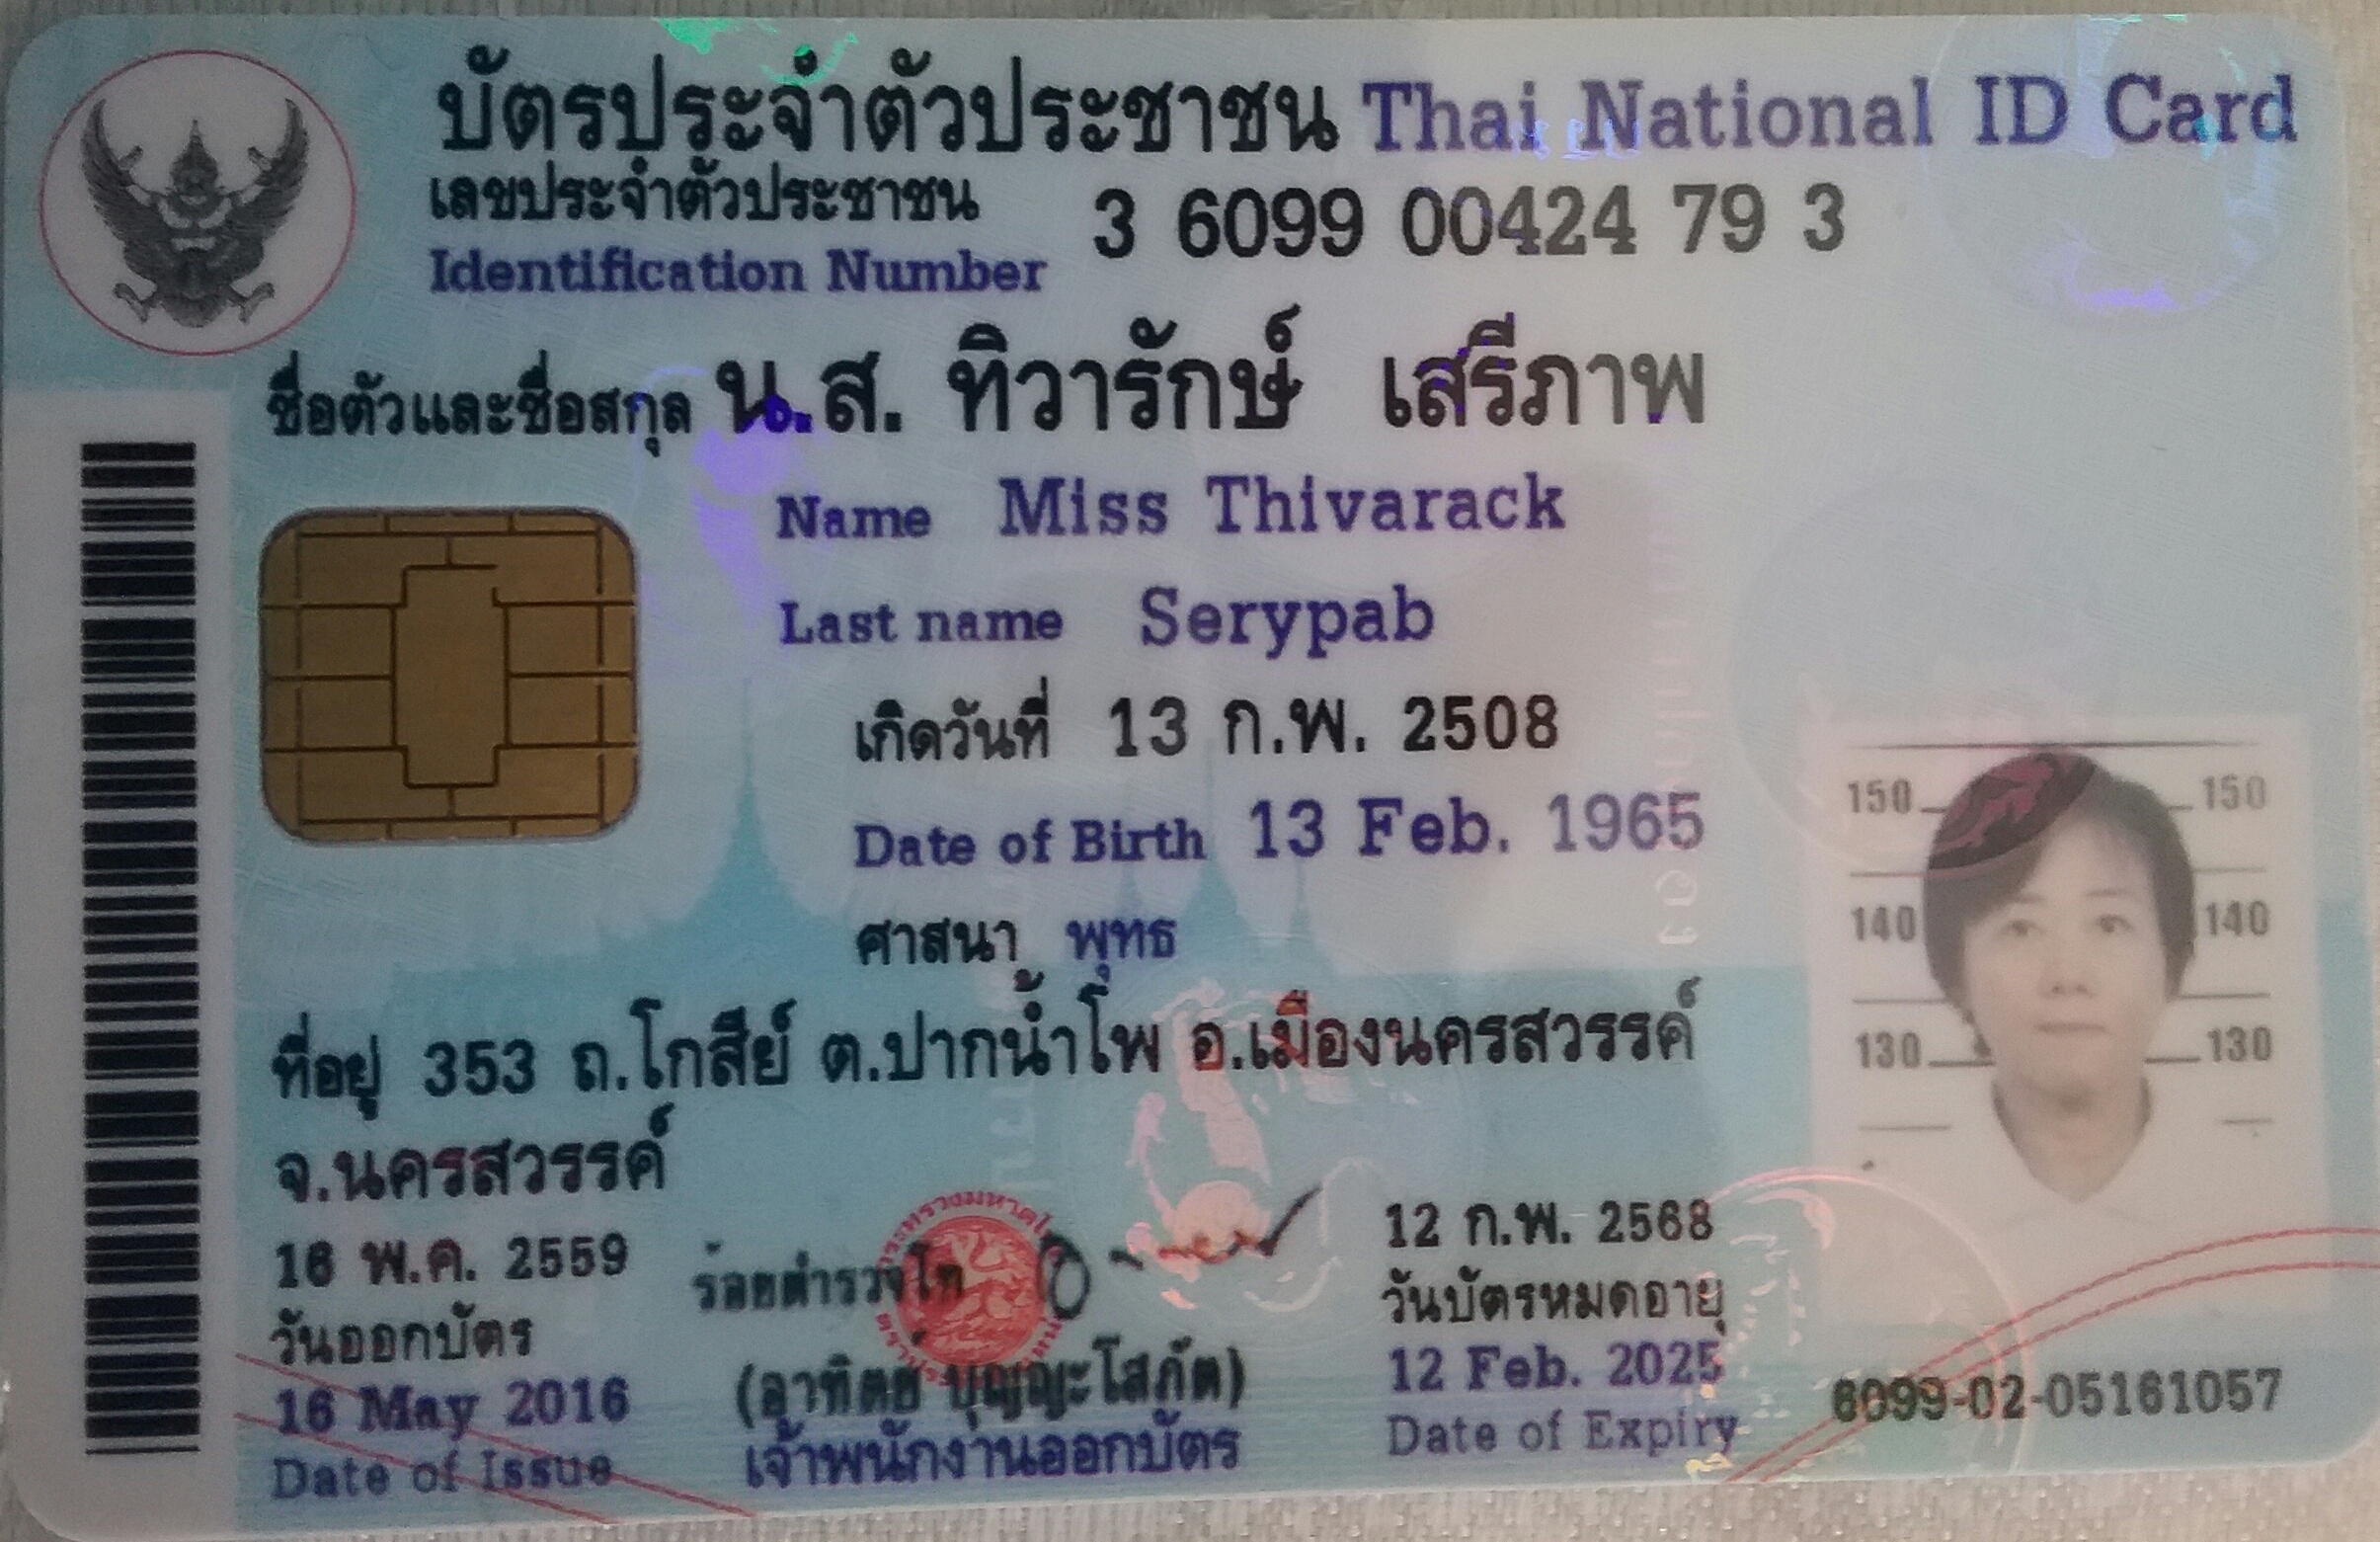 บัตรประจำตัวประชาชน Thai National ID Card
เลขประจำตัวประชาชน
Identification Number 3 6099 00424 79 3
ชื่อตัวและชื่อสกุล น.ส. ทิวารักษ์ เสรีภาพ
Name Miss Thivarack
Last name Serypab
เกิดวันที่ 13 ก.พ. 2508
Date of Birth 13 Feb. 1965
ศาสนา พุทธ
ที่อยู่ 353 ถ.โกสีย์ ต.ปากน้ำโพ อ.เมืองนครสวรรค์
จ.นครสวรรค์
16 พ.ค. 2559
วันออกบัตร
16 May 2016
Date of Issue
ร้อยตำรวจโท
(อาทิตย์ บุญญะโสภัต)
เจ้าพนักงานออกบัตร
12 ก.พ. 2568
วันบัตรหมดอายุ
12 Feb. 2025
Date of Expiry
150 150
140 140
130 130
6099-02-05161057